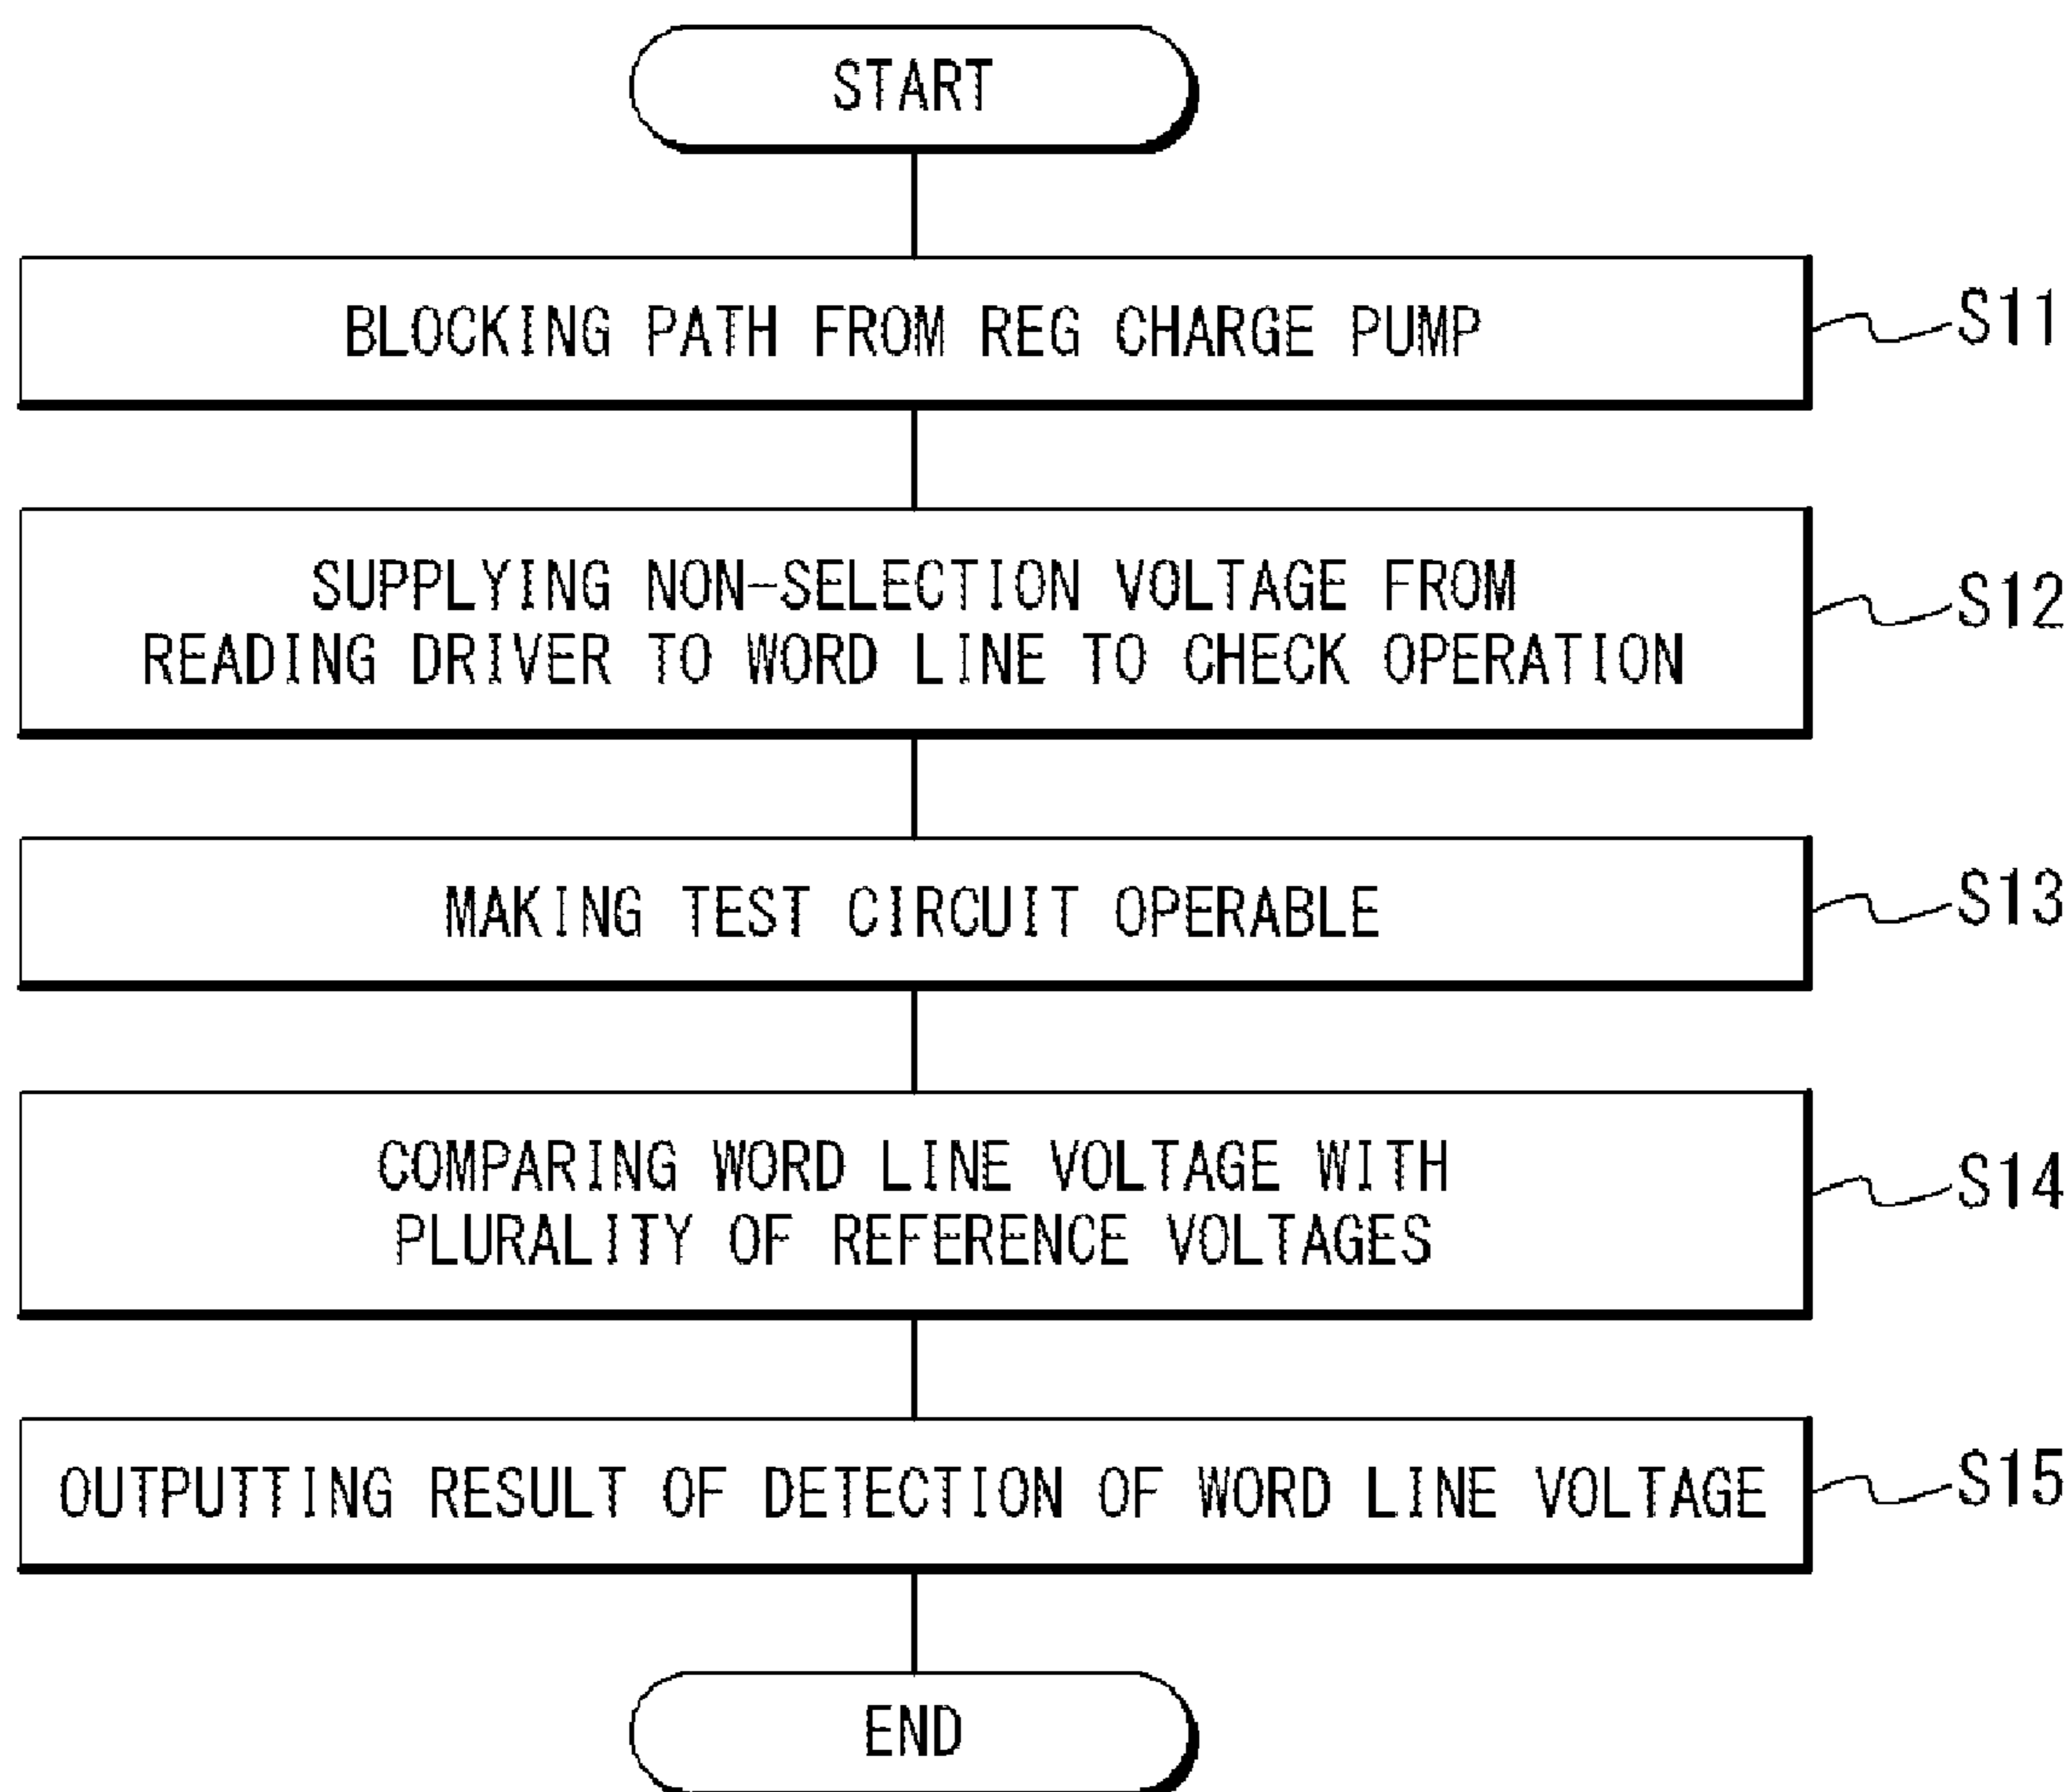 START
BLOCKING PATH FROM REG CHARGE PUMP
S11
SUPPLYING NON-SELECTION VOLTAGE FROM
READING DRIVER TO WORD LINE TO CHECK OPERATION
S12
MAKING TEST CIRCUIT OPERABLE
S13
COMPARING WORD LINE VOLTAGE WITH
PLURALITY OF REFERENCE VOLTAGES
S14
OUTPUTTING RESULT OF DETECTION OF WORD LINE VOLTAGE
S15
END